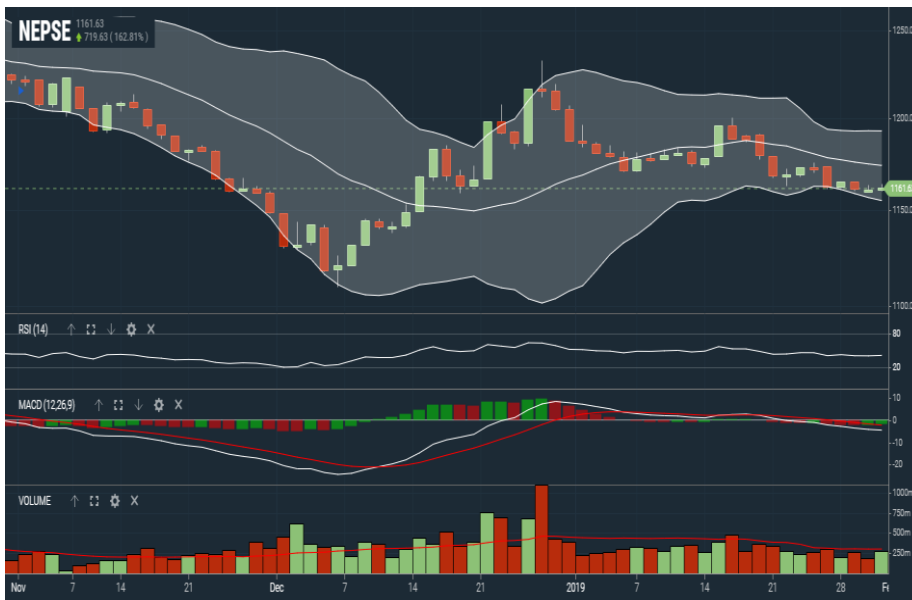 NEPSE 1161.63
719.63 ( 162.81% )
1250.0
1200.0
1161.63
1150.0
1100.0
RSI (14)
80
20
MACD (12,26,9)
10
0
-10
-20
VOLUME
1000m
750m
500m
250m
Nov 7 14 21 Dec 7 14 21 2019 7 14 21 28